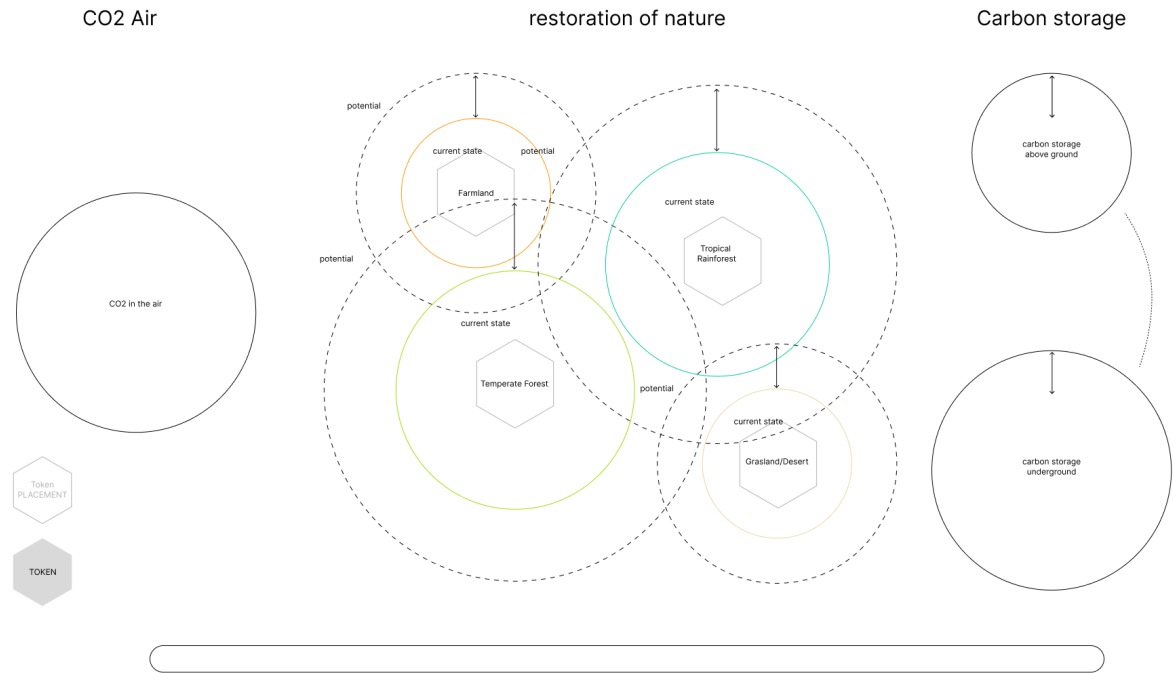 CO2 Air
restoration of nature
Carbon storage
potential
current state
potential
Farmland
carbon storage
above ground
current state
Tropical
Rainforest
potential
CO2 in the air
current state
Temperate Forest
potential
current state
Grasland/Desert
carbon storage
underground
Token
PLACEMENT
TOKEN